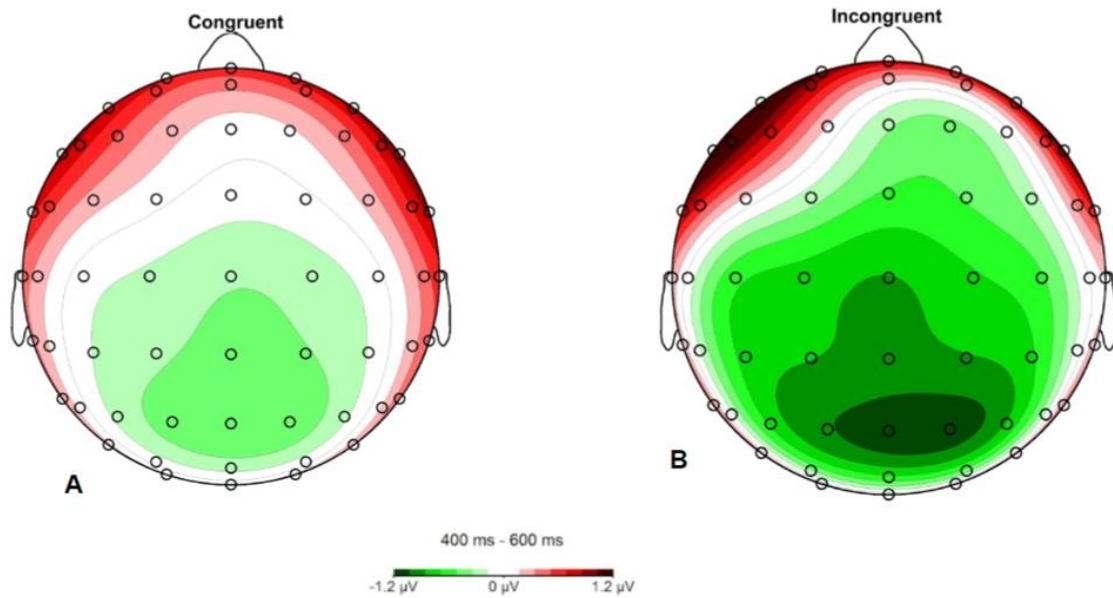 Congruent
Incongruent
A
B
400 ms - 600 ms
-1.2 µV 0 µV 1.2 µV